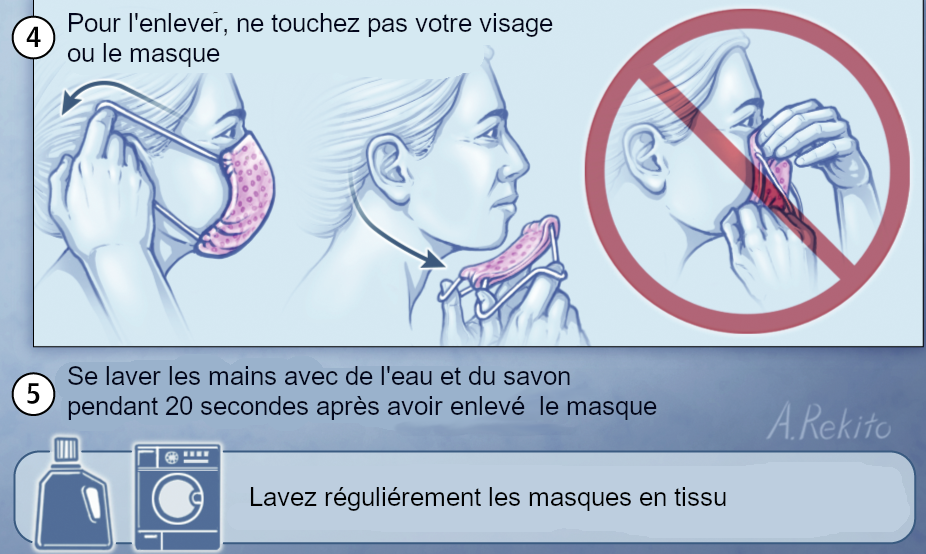 4
Pour l'enlever, ne touchez pas votre visage
ou le masque
5
Se laver les mains avec de l'eau et du savon
pendant 20 secondes après avoir enlevé le masque
A. Rekito
Lavez réguliérement les masques en tissu